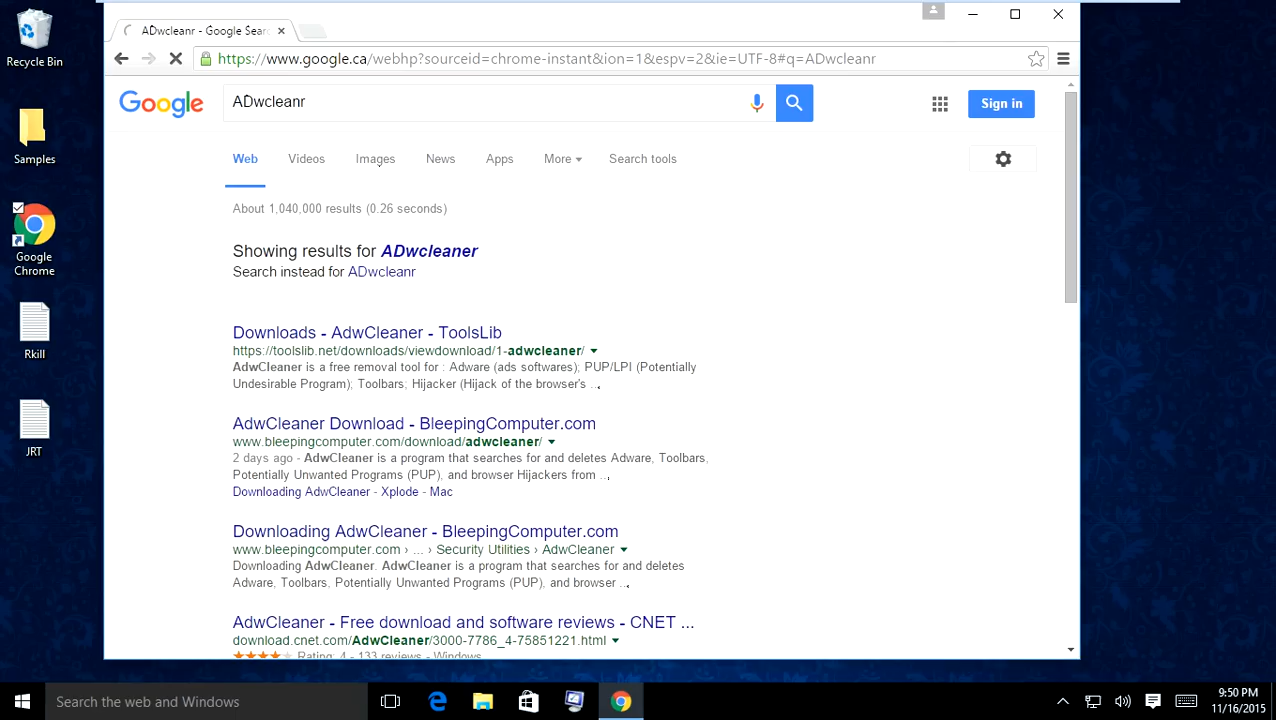 Recycle Bin
Samples
Google
Chrome
Rkill
JRT
ADwcleanr - Google Sear
https://www.google.ca/webhp?sourceid=chrome-instant&ion=1&espv=2&ie=UTF-8#q=ADwcleanr
Google
ADwcleanr
Sign in
Web Videos Images News Apps More Search tools
About 1,040,000 results (0.26 seconds)
Showing results for ADwcleaner
Search instead for ADwcleanr
Downloads - AdwCleaner - ToolsLib
https://toolslib.net/downloads/viewdownload/1-adwcleaner/
AdwCleaner is a free removal tool for : Adware (ads softwares); PUP/LPI (Potentially
Undesirable Program); Toolbars; Hijacker (Hijack of the browser's ...
AdwCleaner Download - BleepingComputer.com
www.bleepingcomputer.com/download/adwcleaner/
2 days ago - AdwCleaner is a program that searches for and deletes Adware, Toolbars,
Potentially Unwanted Programs (PUP), and browser Hijackers from ...
Downloading AdwCleaner - Xplode - Mac
Downloading AdwCleaner - BleepingComputer.com
www.bleepingcomputer.com › ... › Security Utilities › AdwCleaner
Downloading AdwCleaner. AdwCleaner is a program that searches for and deletes
Adware, Toolbars, Potentially Unwanted Programs (PUP), and browser ...
AdwCleaner - Free download and software reviews - CNET ...
download.cnet.com/AdwCleaner/3000-7786_4-75851221.html
Rating: 4 - 133 reviews - Windows
Search the web and Windows
9:50 PM
11/16/2015